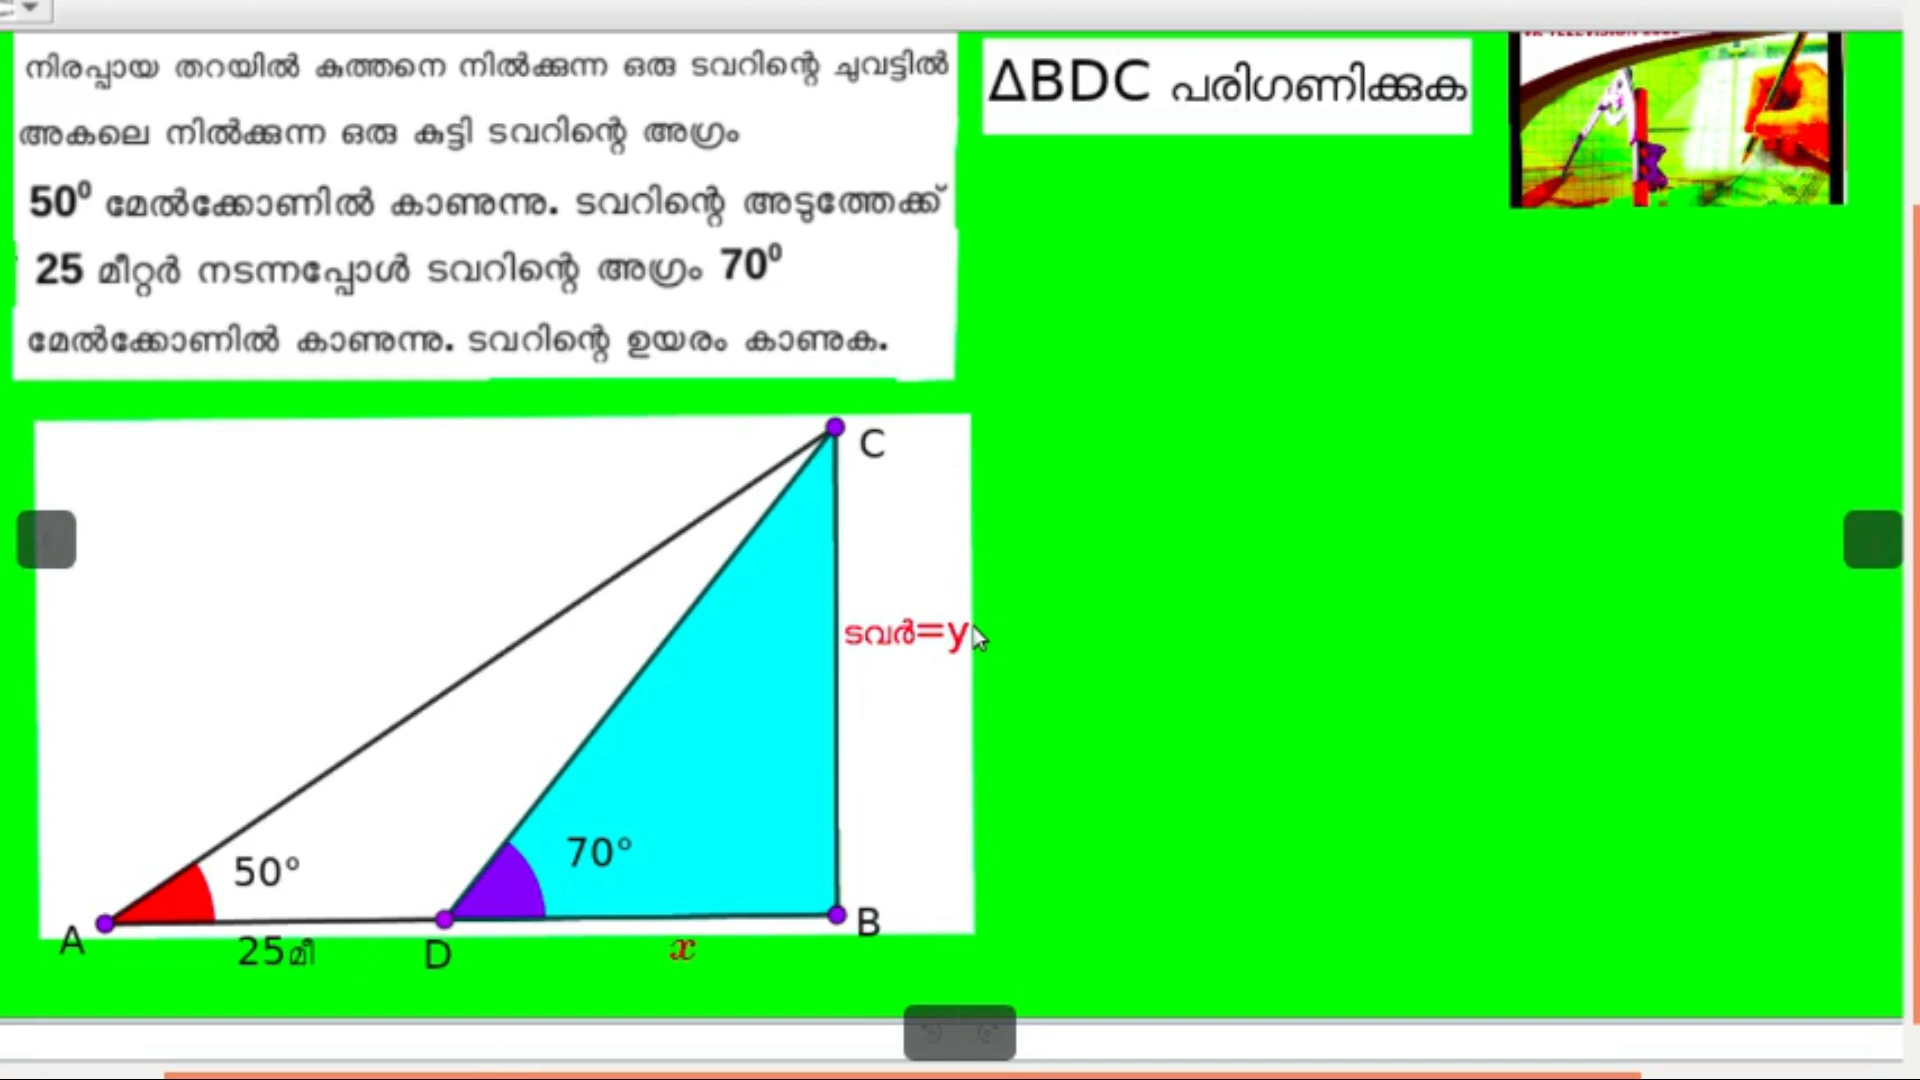 നിരപ്പായ തറയിൽ കുത്തനെ നിൽക്കുന്ന ഒരു ടവറിന്റെ ചുവട്ടിൽ
അകലെ നിൽക്കുന്ന ഒരു കുട്ടി ടവറിന്റെ അഗ്രം
50⁰ മേൽക്കോണിൽ കാണുന്നു. ടവറിന്റെ അടുത്തേക്ക്
25 മീറ്റർ നടന്നപ്പോൾ ടവറിന്റെ അഗ്രം 70⁰
മേൽക്കോണിൽ കാണുന്നു. ടവറിന്റെ ഉയരം കാണുക.
ΔBDC പരിഗണിക്കുക
C
ടവർ=y
50°
70°
A
25മീ
D
x
B